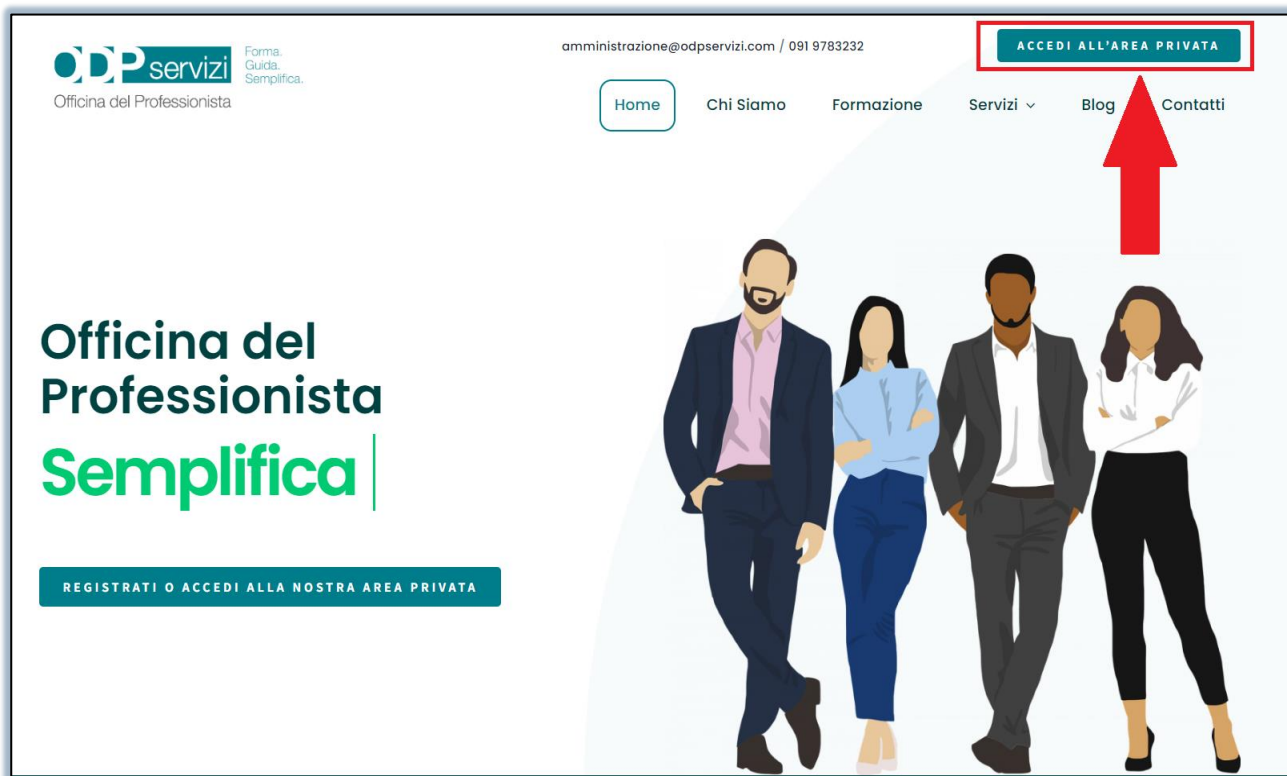 ODP servizi
Forma.
Guida.
Semplifica.
Officina del Professionista
amministrazione@odpservizi.com / 091 9783232
ACCEDI ALL'AREA PRIVATA
Home Chi Siamo Formazione Servizi Blog Contatti
Officina del
Professionista
Semplifica
REGISTRATI O ACCEDI ALLA NOSTRA AREA PRIVATA